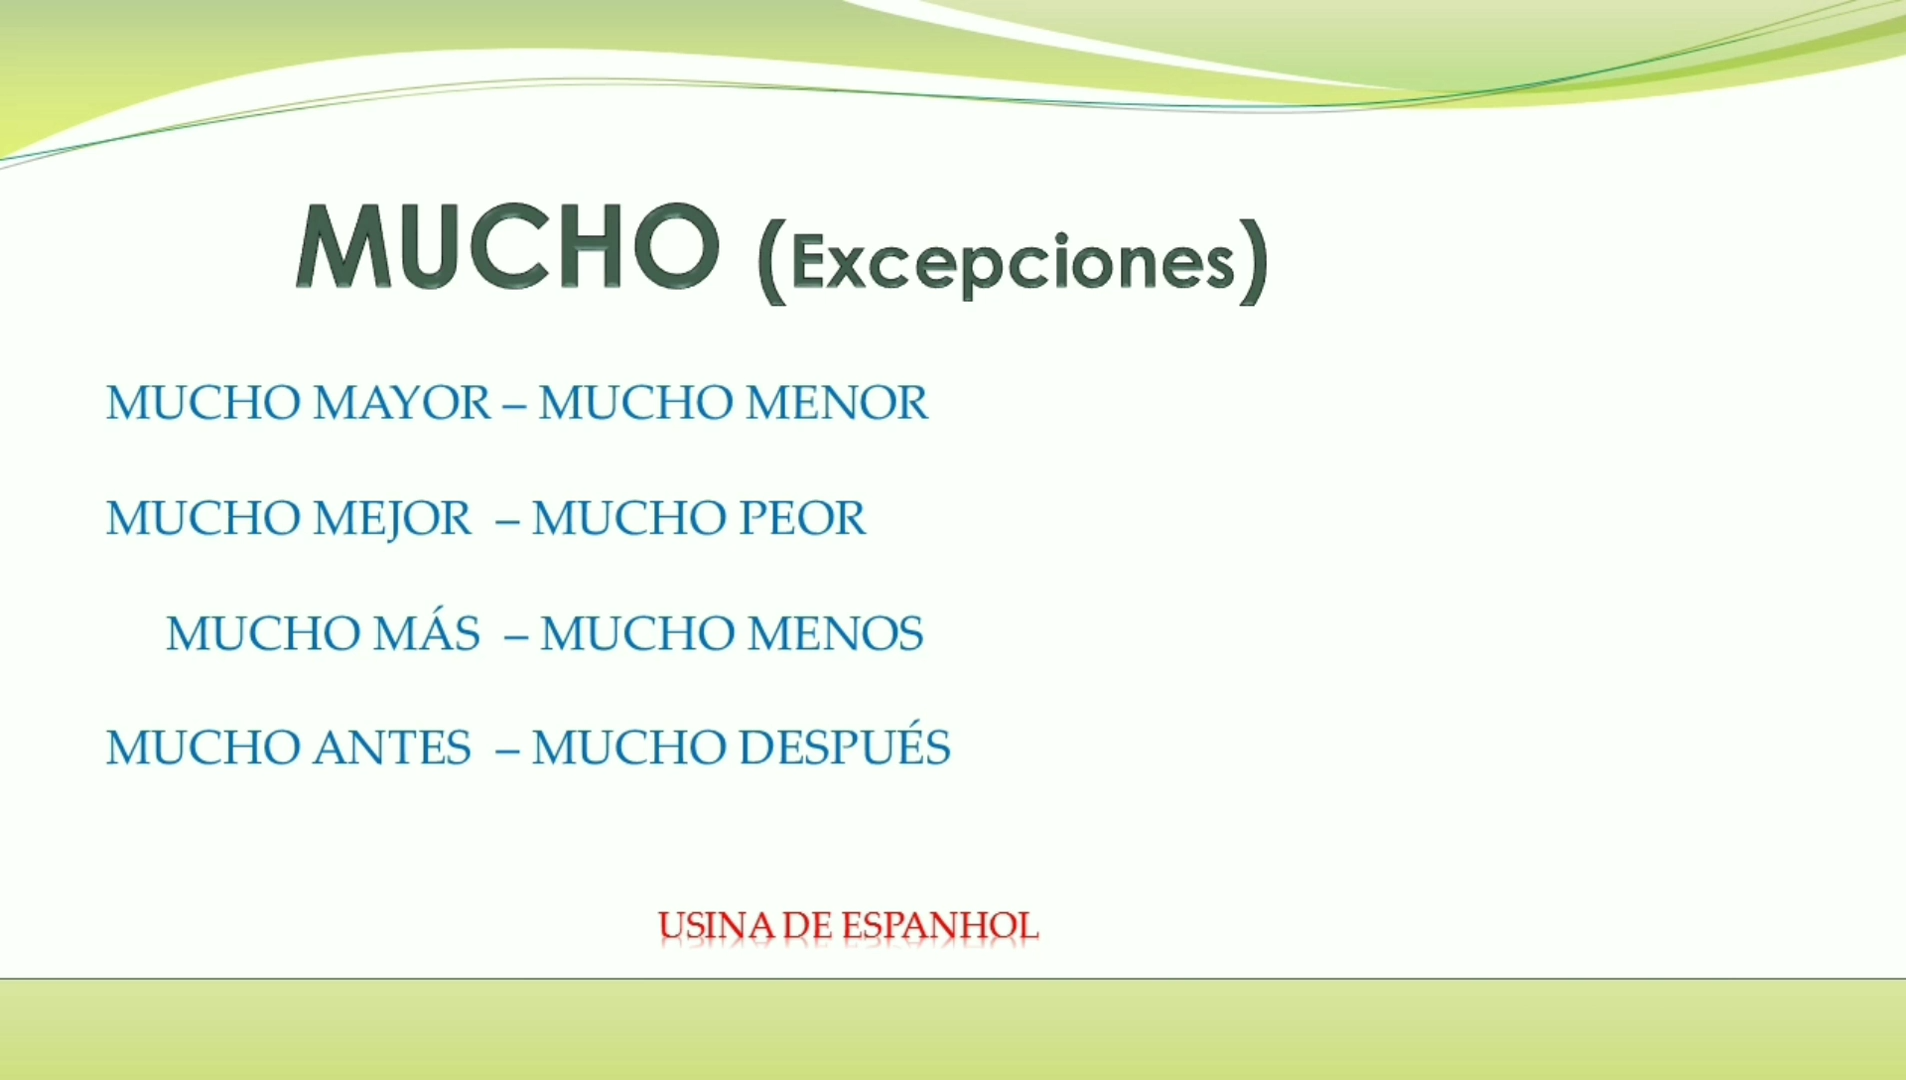 MUCHO (Excepciones)
MUCHO MAYOR – MUCHO MENOR
MUCHO MEJOR – MUCHO PEOR
MUCHO MÁS – MUCHO MENOS
MUCHO ANTES – MUCHO DESPUÉS
USINA DE ESPANHOL